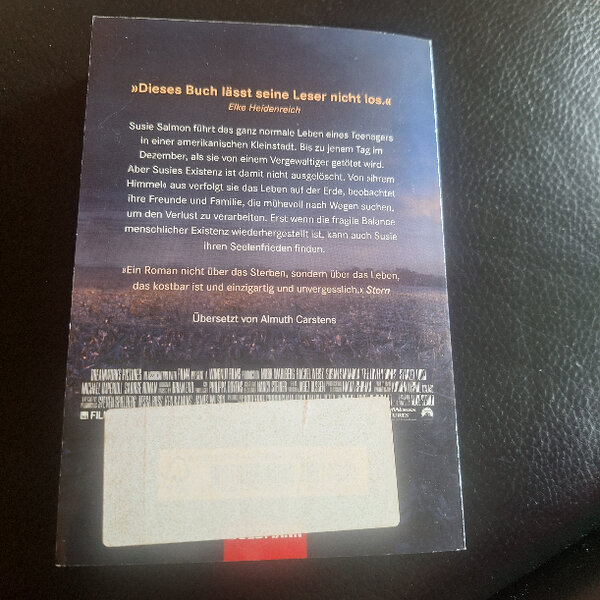 »Dieses Buch lässt seine Leser nicht los.«
Elke Heidenreich
Susie Salmon führt das ganz normale Leben eines Teenagers
in einer amerikanischen Kleinstadt. Bis zu jenem Tag im
Dezember, als sie von einem Vergewaltiger getötet wird.
Aber Susies Existenz ist damit nicht ausgelöscht. Von »ihrem
Himmel« aus verfolgt sie das Leben auf der Erde, beobachtet
ihre Freunde und Familie, die mühevoll nach Wegen suchen,
um den Verlust zu verarbeiten. Erst wenn die fragile Balance
menschlicher Existenz wiederhergestellt ist, kann auch Susie
ihren Seelenfrieden finden.
»Ein Roman nicht über das Sterben, sondern über das Leben,
das kostbar ist und einzigartig und unvergesslich.« Stern
Übersetzt von Almuth Carstens
DREAMWORKS PICTURES